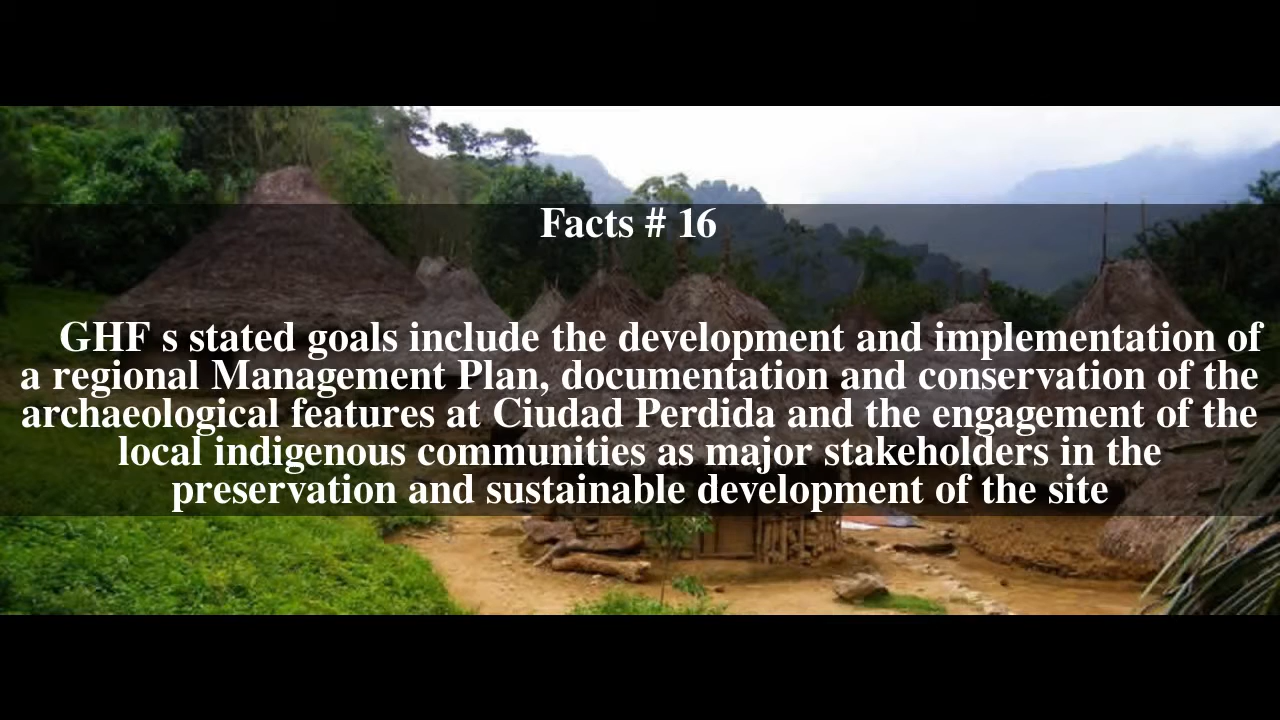 Facts # 16
GHF s stated goals include the development and implementation of
a regional Management Plan, documentation and conservation of the
archaeological features at Ciudad Perdida and the engagement of the
local indigenous communities as major stakeholders in the
preservation and sustainable development of the site